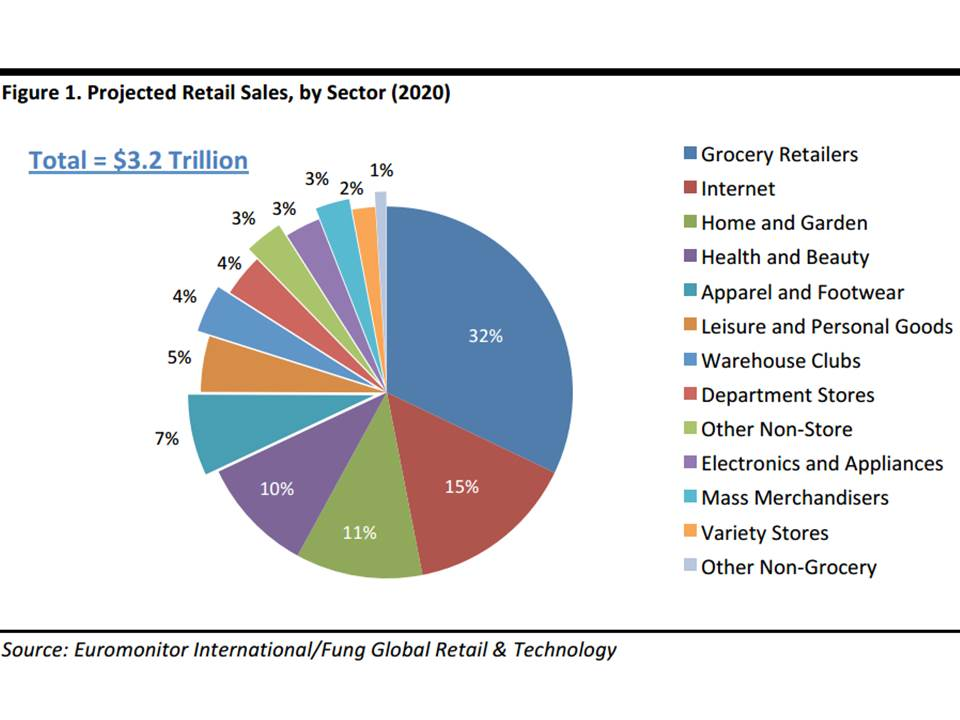 Figure 1. Projected Retail Sales, by Sector (2020)
Total = $3.2 Trillion
1%
3%
2%
3%
3%
4%
4%
5%
7%
10%
11%
15%
32%
Grocery Retailers
Internet
Home and Garden
Health and Beauty
Apparel and Footwear
Leisure and Personal Goods
Warehouse Clubs
Department Stores
Other Non-Store
Electronics and Appliances
Mass Merchandisers
Variety Stores
Other Non-Grocery
Source: Euromonitor International/Fung Global Retail & Technology